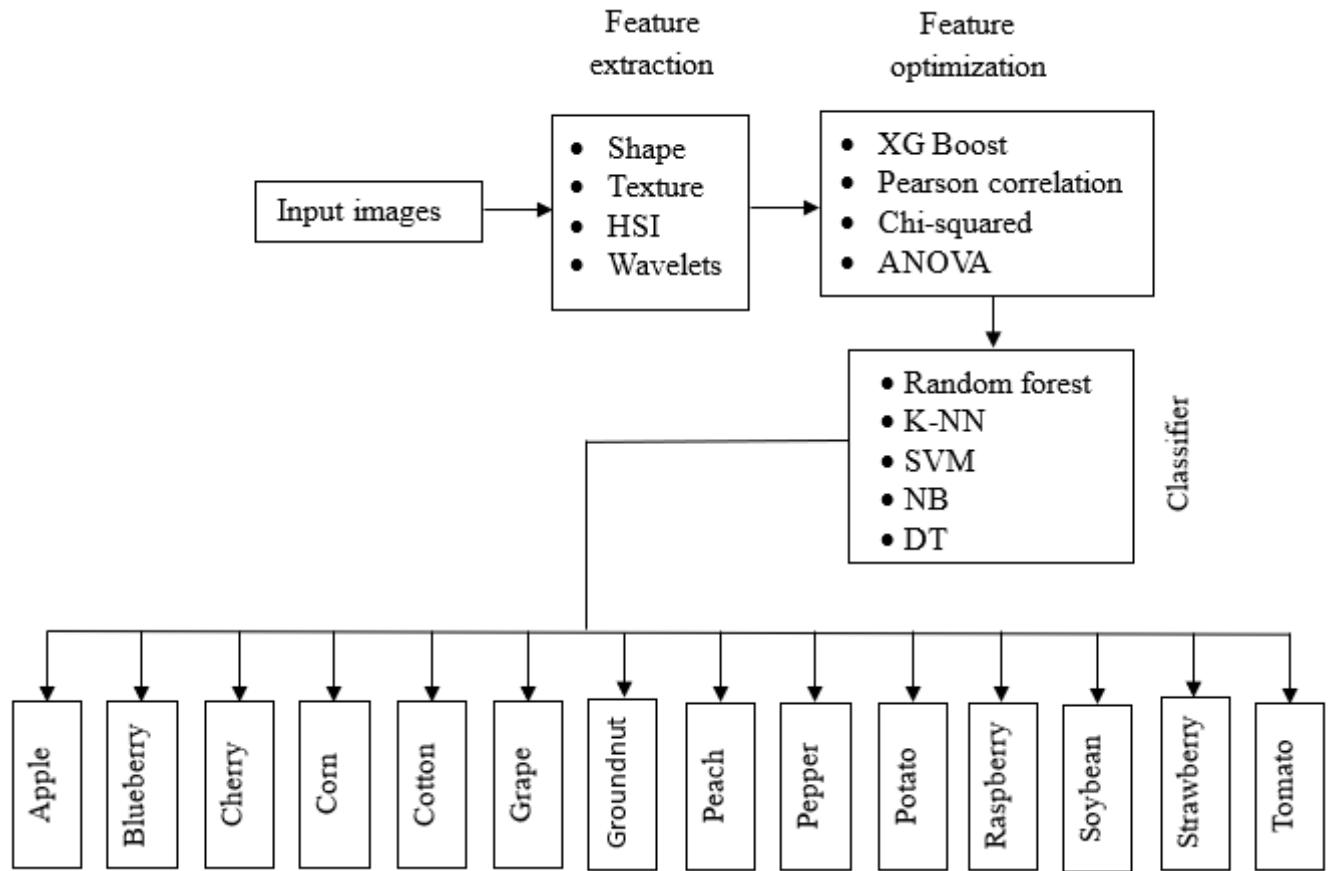 Feature
extraction
Feature
optimization
Input images
• Shape
• Texture
• HSI
• Wavelets
• XG Boost
• Pearson correlation
• Chi-squared
• ANOVA
• Random forest
• K-NN
• SVM
• NB
• DT
Classifier
Apple
Blueberry
Cherry
Corn
Cotton
Grape
Groundnut
Peach
Pepper
Potato
Raspberry
Soybean
Strawberry
Tomato